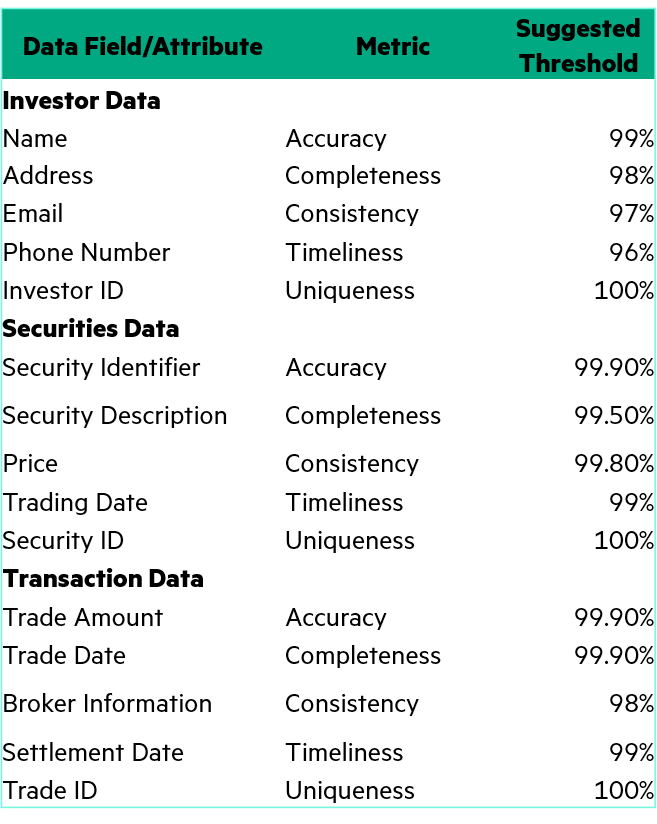 Data Field/Attribute Metric Suggested Threshold
Investor Data
Name Accuracy 99%
Address Completeness 98%
Email Consistency 97%
Phone Number Timeliness 96%
Investor ID Uniqueness 100%
Securities Data
Security Identifier Accuracy 99.90%
Security Description Completeness 99.50%
Price Consistency 99.80%
Trading Date Timeliness 99%
Security ID Uniqueness 100%
Transaction Data
Trade Amount Accuracy 99.90%
Trade Date Completeness 99.90%
Broker Information Consistency 98%
Settlement Date Timeliness 99%
Trade ID Uniqueness 100%